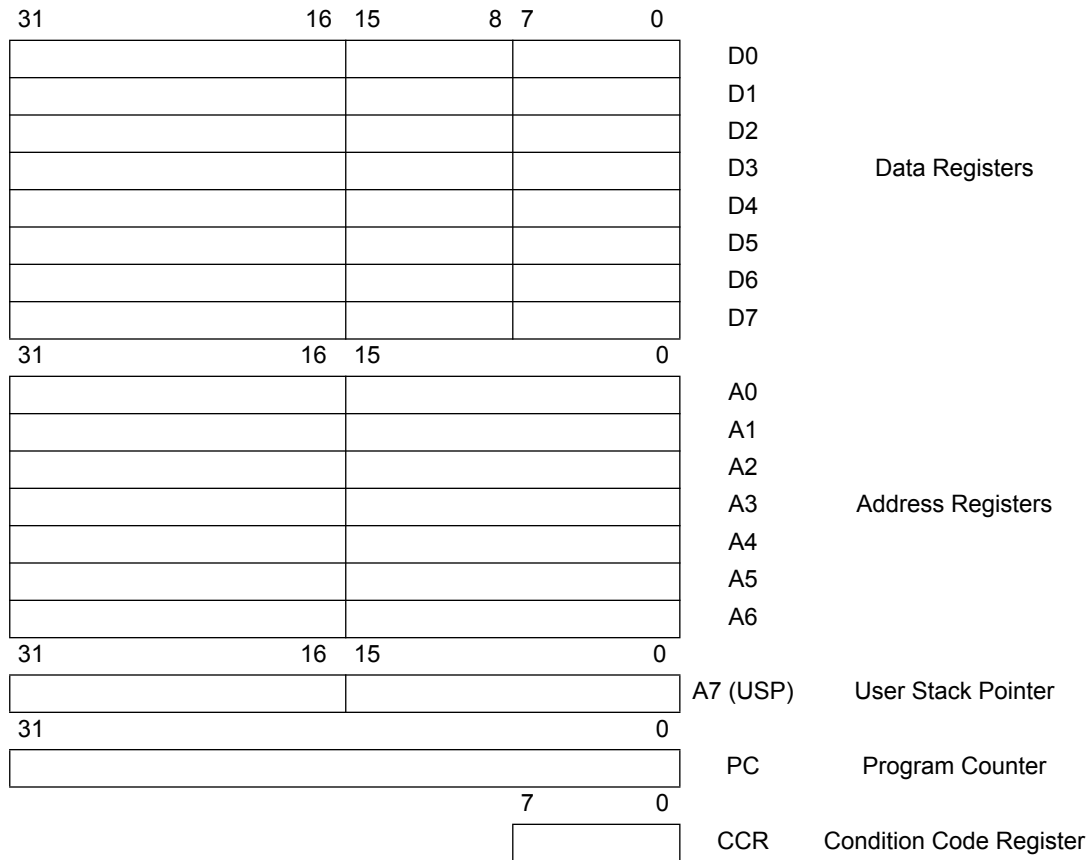 31 16 15 8 7 0
D0
D1
D2
D3 Data Registers
D4
D5
D6
D7
31 16 15 0
A0
A1
A2
A3 Address Registers
A4
A5
A6
31 16 15 0
A7 (USP) User Stack Pointer
31 0
PC Program Counter
7 0
CCR Condition Code Register